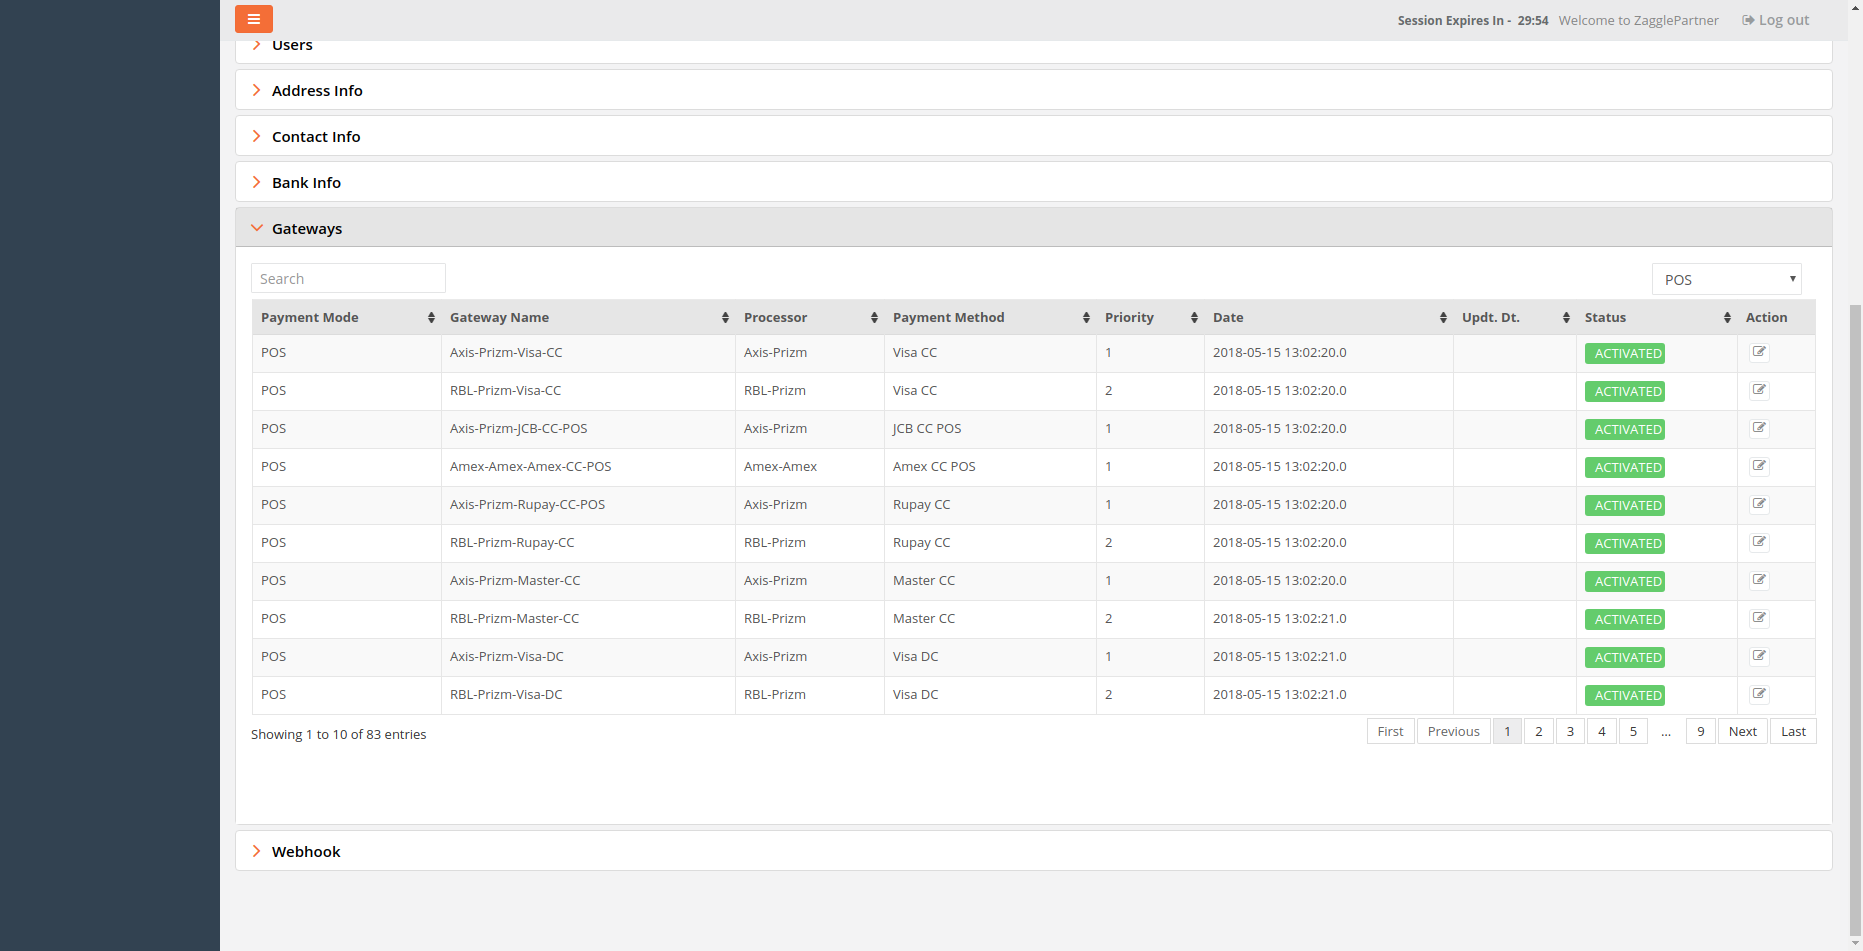 Session Expires In - 29:54 Welcome to ZagglePartner Log out
Users
Address Info
Contact Info
Bank Info
Gateways
Search POS
Payment Mode Gateway Name Processor Payment Method Priority Date Updt. Dt. Status Action
POS Axis-Prizm-Visa-CC Axis-Prizm Visa CC 1 2018-05-15 13:02:20.0 ACTIVATED
POS RBL-Prizm-Visa-CC RBL-Prizm Visa CC 2 2018-05-15 13:02:20.0 ACTIVATED
POS Axis-Prizm-JCB-CC-POS Axis-Prizm JCB CC POS 1 2018-05-15 13:02:20.0 ACTIVATED
POS Amex-Amex-Amex-CC-POS Amex-Amex Amex CC POS 1 2018-05-15 13:02:20.0 ACTIVATED
POS Axis-Prizm-Rupay-CC-POS Axis-Prizm Rupay CC 1 2018-05-15 13:02:20.0 ACTIVATED
POS RBL-Prizm-Rupay-CC RBL-Prizm Rupay CC 2 2018-05-15 13:02:20.0 ACTIVATED
POS Axis-Prizm-Master-CC Axis-Prizm Master CC 1 2018-05-15 13:02:20.0 ACTIVATED
POS RBL-Prizm-Master-CC RBL-Prizm Master CC 2 2018-05-15 13:02:21.0 ACTIVATED
POS Axis-Prizm-Visa-DC Axis-Prizm Visa DC 1 2018-05-15 13:02:21.0 ACTIVATED
POS RBL-Prizm-Visa-DC RBL-Prizm Visa DC 2 2018-05-15 13:02:21.0 ACTIVATED
Showing 1 to 10 of 83 entries First Previous 1 2 3 4 5 ... 9 Next Last
Webhook